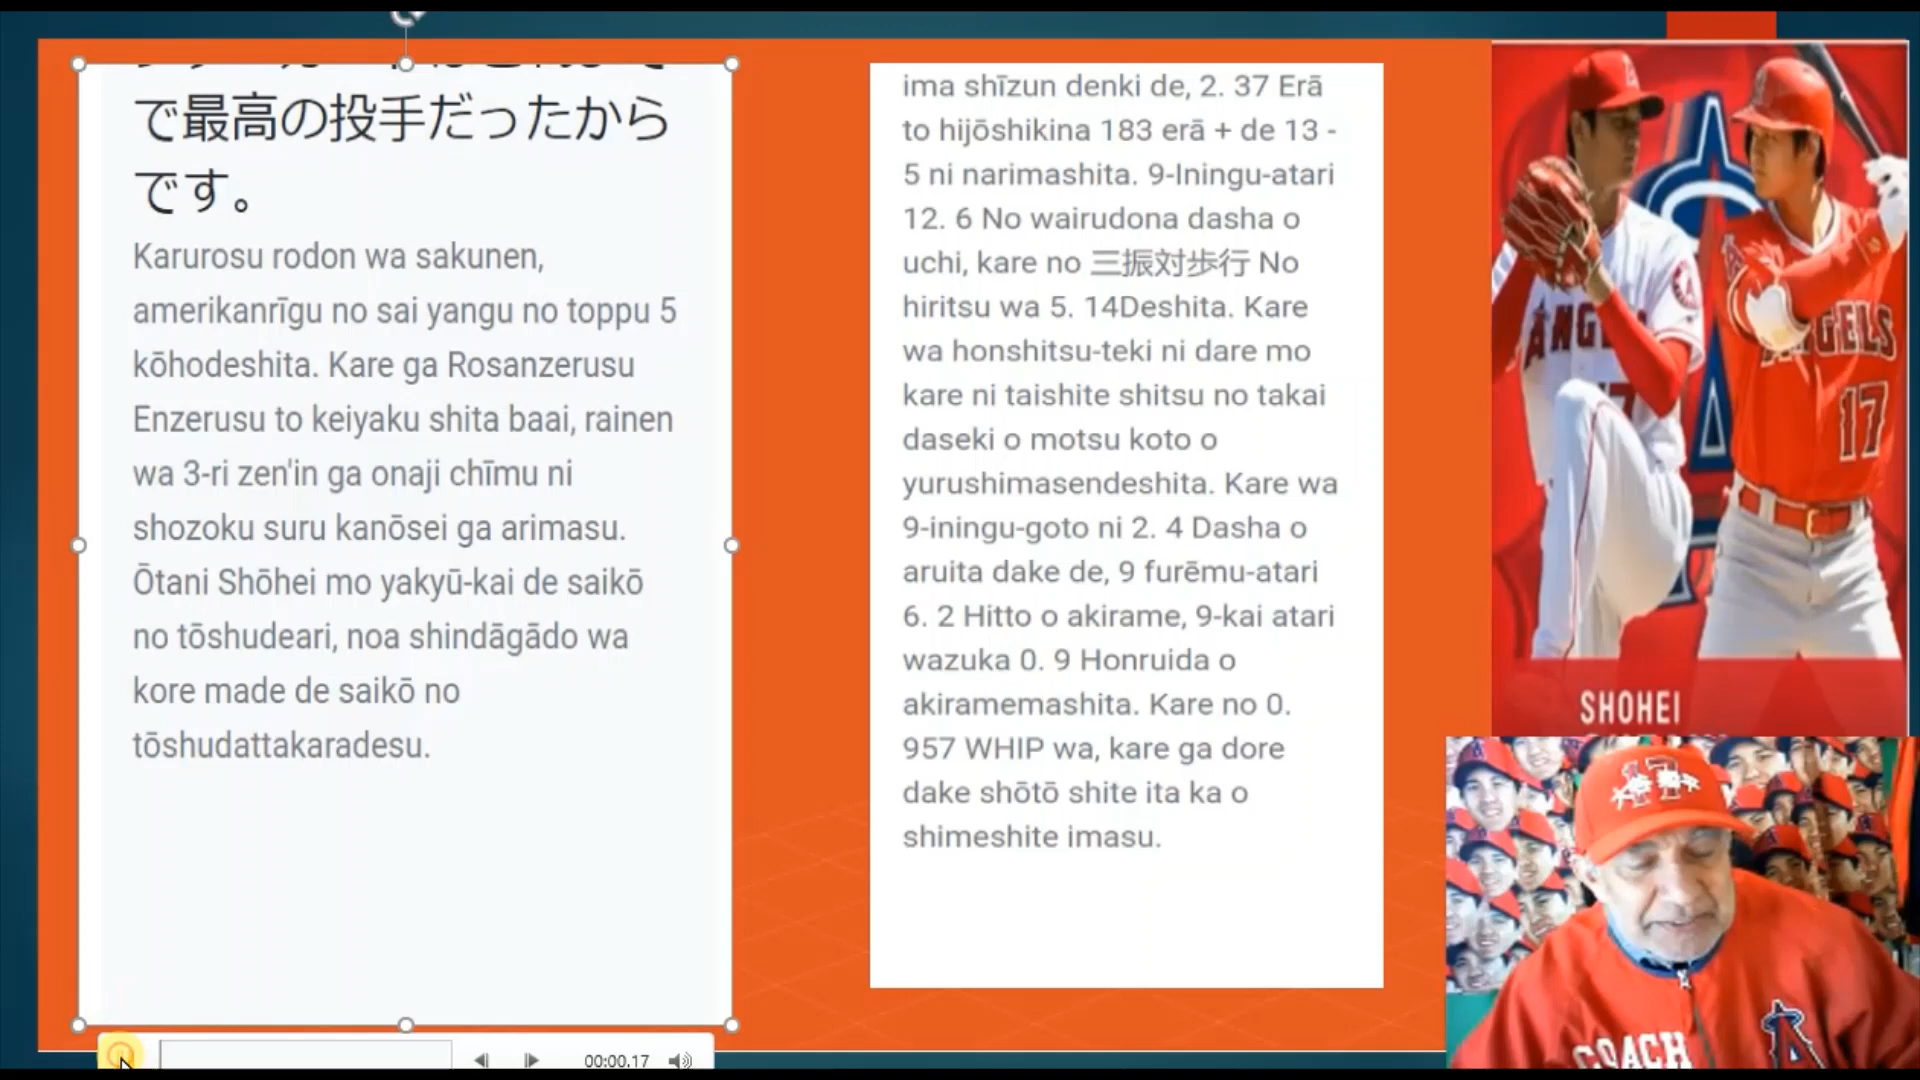 で最高の投手だったから
です。
Karurosu rodon wa sakunen,
amerikanrīgu no sai yangu no toppu 5
kōhodeshita. Kare ga Rosanzerusu
Enzerusu to keiyaku shita baai, rainen
wa 3-ri zen'in ga onaji chīmu ni
shozoku suru kanōsei ga arimasu.
Ōtani Shōhei mo yakyū-kai de saikō
no tōshudeari, noa shindāgādo wa
kore made de saikō no
tōshudattakaradesu.
00:00.17
ima shīzun denki de, 2. 37 Erā
to hijōshikina 183 erā + de 13 -
5 ni narimashita. 9-Iningu-atari
12. 6 No wairudona dasha o
uchi, kare no 三振対歩行 No
hiritsu wa 5. 14Deshita. Kare
wa honshitsu-teki ni dare mo
kare ni taishite shitsu no takai
daseki o motsu koto o
yurushimasendeshita. Kare wa
9-iningu-goto ni 2. 4 Dasha o
aruita dake de, 9 furēmu-atari
6. 2 Hitto o akirame, 9-kai atari
wazuka 0. 9 Honruida o
akiramemashita. Kare no 0.
957 WHIP wa, kare ga dore
dake shōtō shite ita ka o
shimeshite imasu.
ANGELS
17
SHOHEI
COACH